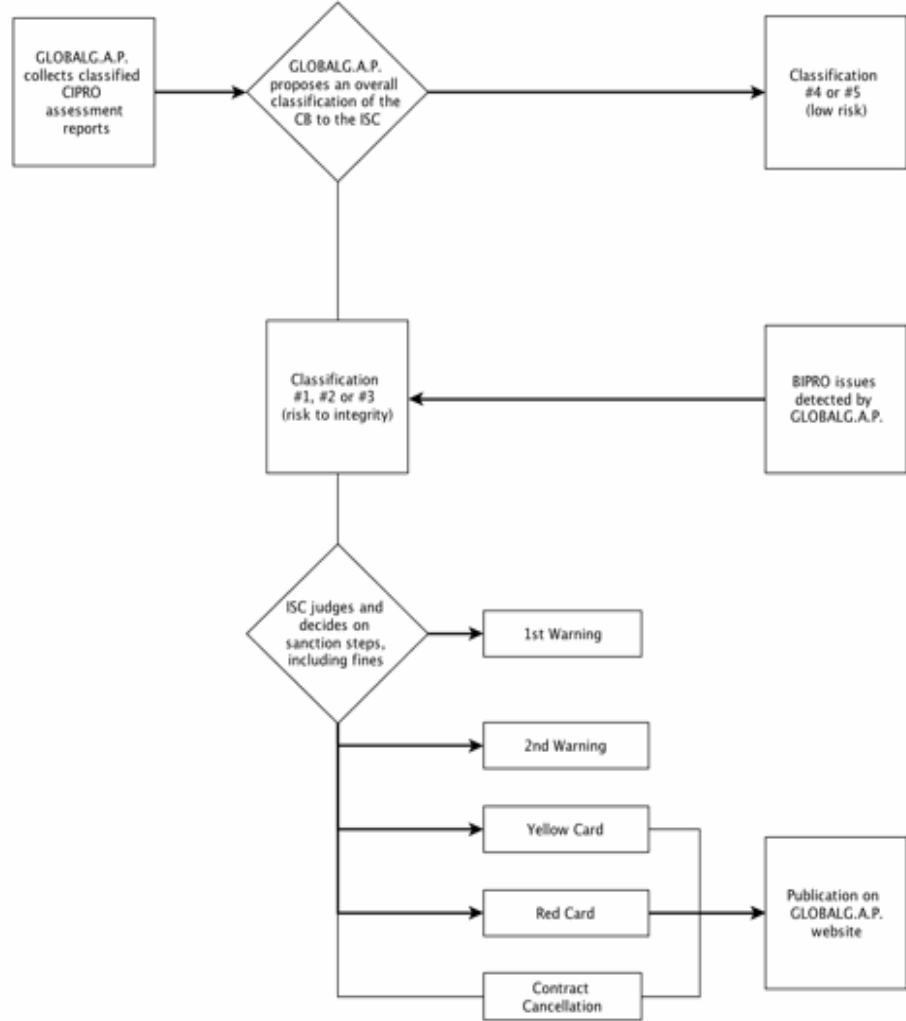 GLOBALG.A.P.
collects classified
CIPRO
assessment
reports
GLOBALG.A.P.
proposes an overall
classification of the
CB to the ISC
Classification
#4 or #5
(low risk)
Classification
#1, #2 or #3
(risk to integrity)
BIPRO issues
detected by
GLOBALG.A.P.
ISC judges and
decides on
sanction steps,
including fines
1st Warning
2nd Warning
Yellow Card
Red Card
Contract
Cancellation
Publication on
GLOBALG.A.P.
website